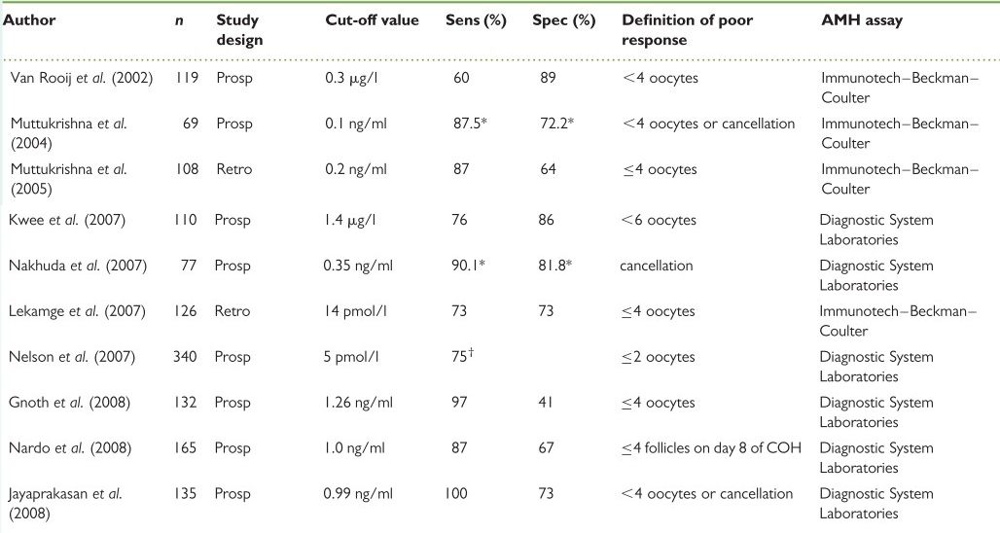 Author n Study design Cut-off value Sens (%) Spec (%) Definition of poor response AMH assay
Van Rooij et al. (2002) 119 Prosp 0.3 μg/l 60 89 <4 oocytes Immunotech–Beckman–Coulter
Muttukrishna et al. (2004) 69 Prosp 0.1 ng/ml 87.5* 72.2* <4 oocytes or cancellation Immunotech–Beckman–Coulter
Muttukrishna et al. (2005) 108 Retro 0.2 ng/ml 87 64 ≤4 oocytes Immunotech–Beckman–Coulter
Kwee et al. (2007) 110 Prosp 1.4 μg/l 76 86 <6 oocytes Diagnostic System Laboratories
Nakhuda et al. (2007) 77 Prosp 0.35 ng/ml 90.1* 81.8* cancellation Diagnostic System Laboratories
Lekamge et al. (2007) 126 Retro 14 pmol/l 73 73 ≤4 oocytes Immunotech–Beckman–Coulter
Nelson et al. (2007) 340 Prosp 5 pmol/l 75† ≤2 oocytes Diagnostic System Laboratories
Gnoth et al. (2008) 132 Prosp 1.26 ng/ml 97 41 ≤4 oocytes Diagnostic System Laboratories
Nardo et al. (2008) 165 Prosp 1.0 ng/ml 87 67 ≤4 follicles on day 8 of COH Diagnostic System Laboratories
Jayaprakasan et al. (2008) 135 Prosp 0.99 ng/ml 100 73 <4 oocytes or cancellation Diagnostic System Laboratories